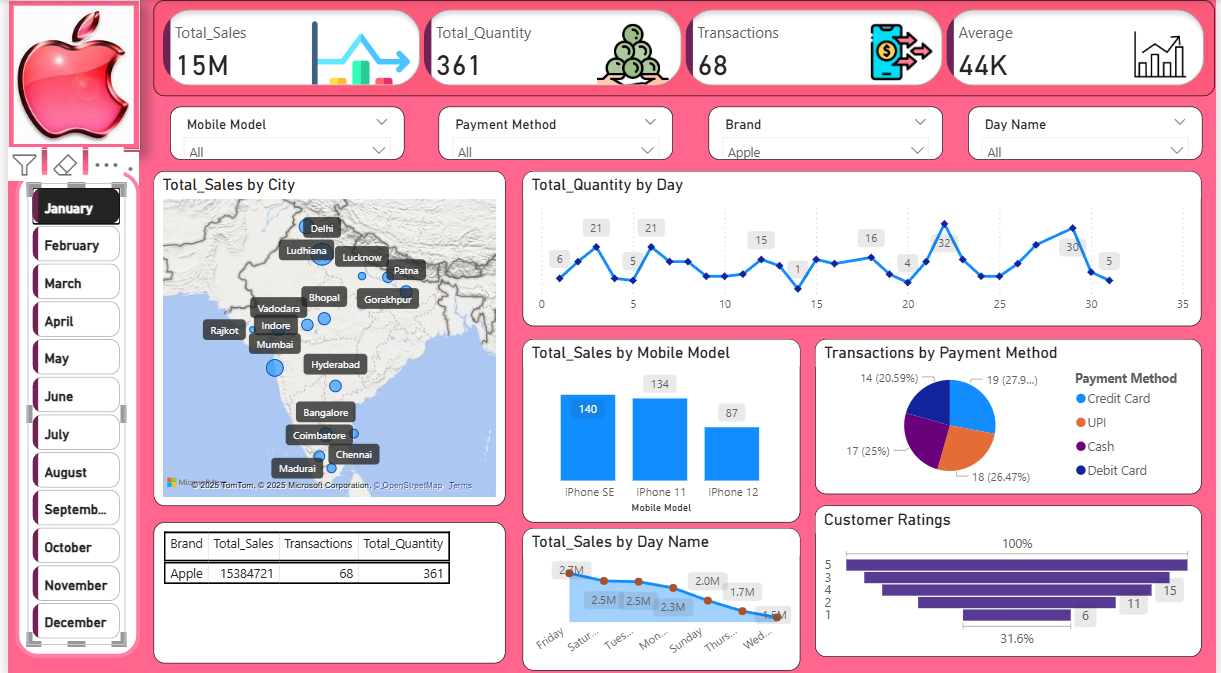 Total_Sales
15M
Total_Quantity
361
Transactions
68
Average
44K
Mobile Model
All
Payment Method
All
Brand
Apple
Day Name
All
January
February
March
April
May
June
July
August
Septemb...
October
November
December
Total_Sales by City
Delhi
Ludhiana
Lucknow
Patna
Bhopal
Gorakhpur
Vadodara
Rajkot
Indore
Mumbai
Hyderabad
Bangalore
Coimbatore
Chennai
Madurai
© 2025 TomTom, © 2025 Microsoft Corporation, © OpenStreetMap Terms
Total_Quantity by Day
6
21
5
21
15
1
16
4
32
30
5
0 5 10 15 20 25 30 35
Total_Sales by Mobile Model
140
134
87
iPhone SE iPhone 11 iPhone 12
Mobile Model
Transactions by Payment Method
14 (20.59%)
19 (27.9...)
17 (25%)
18 (26.47%)
Payment Method
Credit Card
UPI
Cash
Debit Card
Brand Total_Sales Transactions Total_Quantity
Apple 15384721 68 361
Total_Sales by Day Name
2.7M
2.5M
2.5M
2.3M
2.0M
1.7M
1.5M
Friday Satur... Tues... Mon... Sunday Thurs... Wed...
Customer Ratings
100%
5
3
4
2
1
15
11
6
31.6%